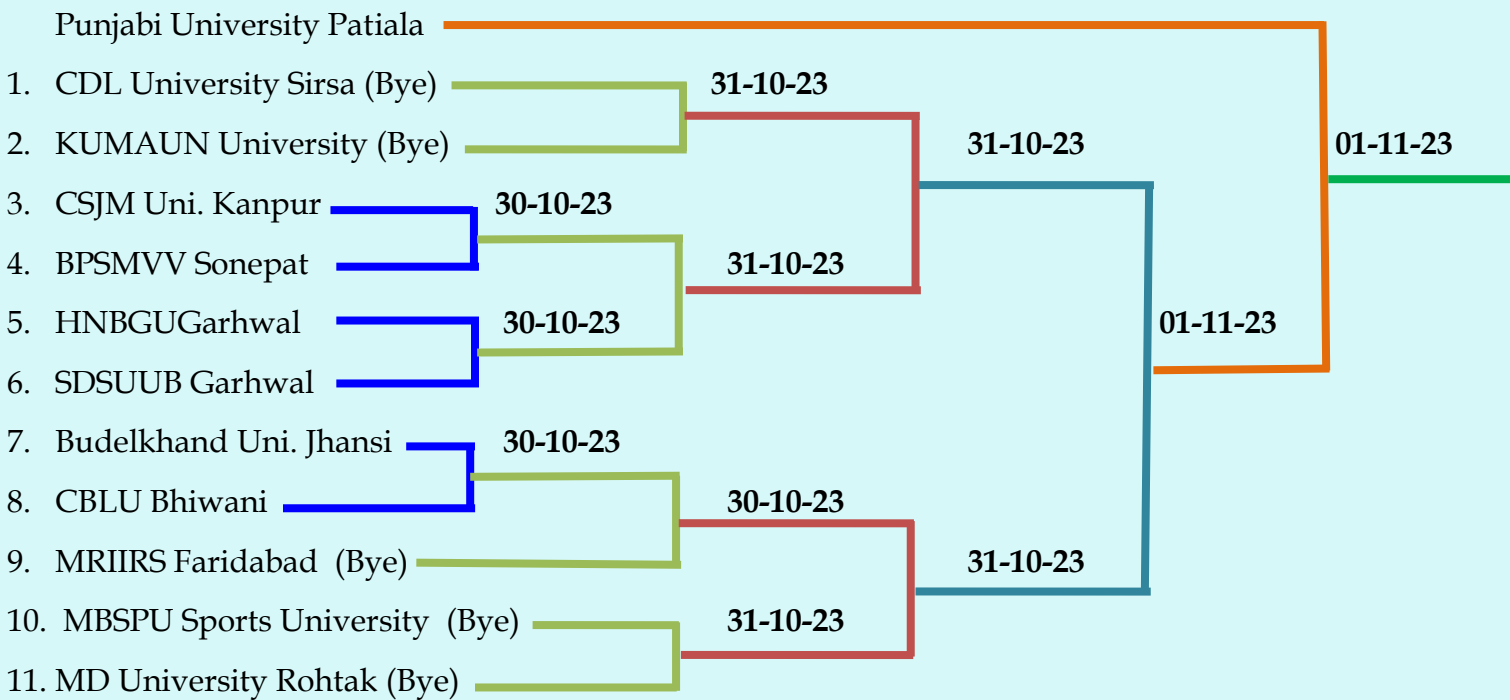 Punjabi University Patiala
1. CDL University Sirsa (Bye) 31-10-23
2. KUMAUN University (Bye) 31-10-23 01-11-23
3. CSJM Uni. Kanpur 30-10-23
4. BPSMVV Sonepat 31-10-23
5. HNBGUGarhwal 30-10-23 01-11-23
6. SDSUUB Garhwal
7. Budelkhand Uni. Jhansi 30-10-23
8. CBLU Bhiwani 30-10-23
9. MRIIRS Faridabad (Bye) 31-10-23
10. MBSPU Sports University (Bye) 31-10-23
11. MD University Rohtak (Bye)